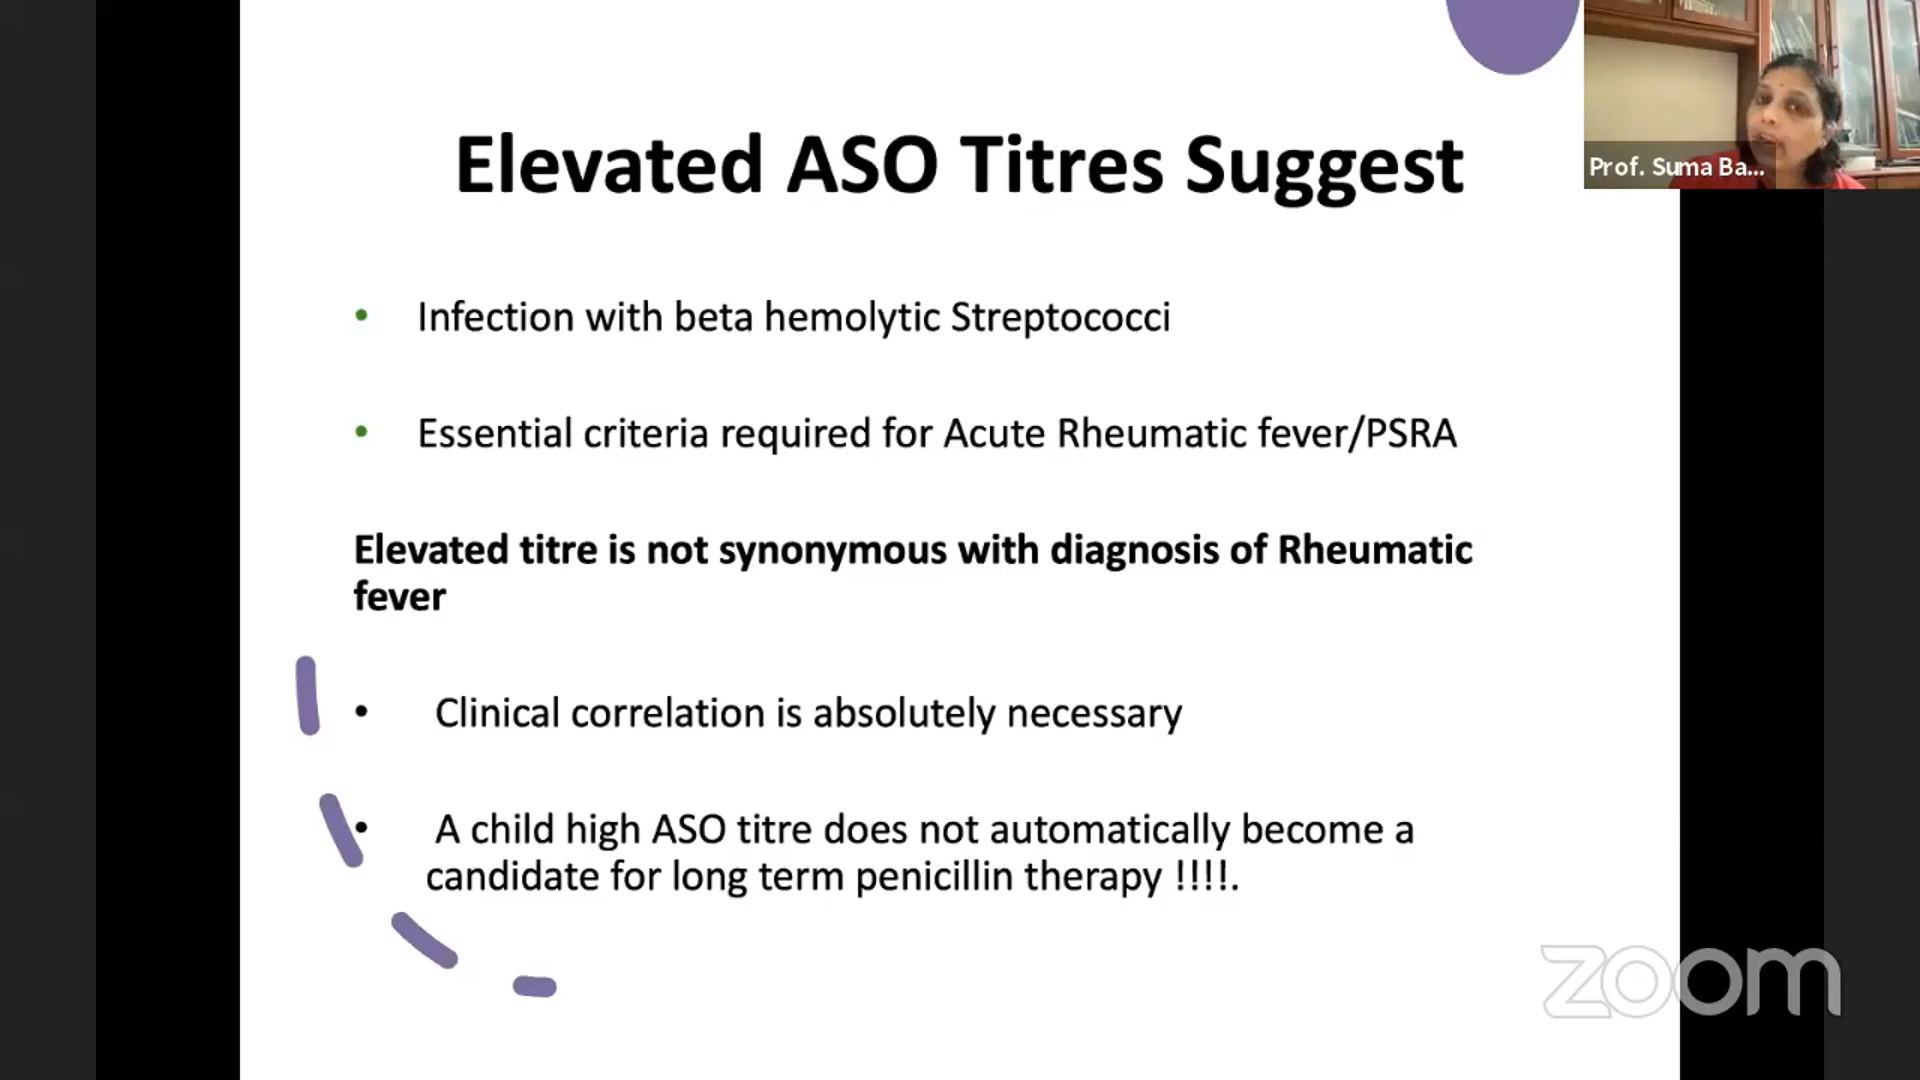 Elevated ASO Titres Suggest
Prof. Suma Ba...
• Infection with beta hemolytic Streptococci
• Essential criteria required for Acute Rheumatic fever/PSRA
Elevated titre is not synonymous with diagnosis of Rheumatic
fever
• Clinical correlation is absolutely necessary
• A child high ASO titre does not automatically become a
candidate for long term penicillin therapy !!!!.
zoom